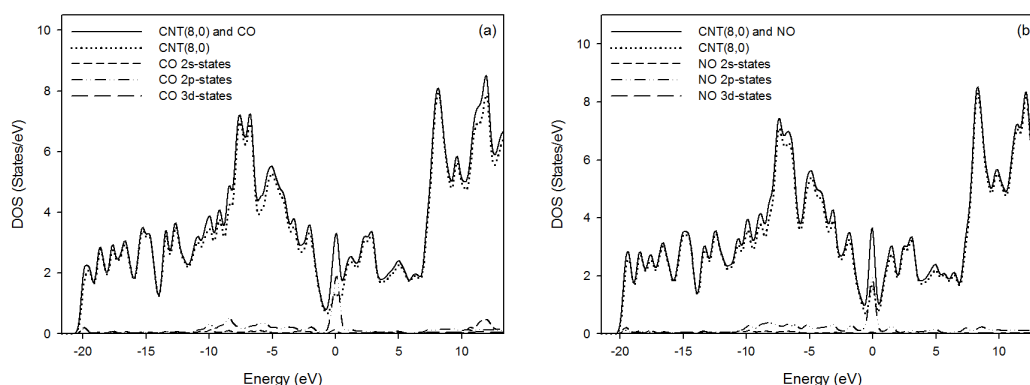 10
8
6
4
2
0
DOS (States/eV)
(a)
CNT(8,0) and CO
CNT(8,0)
CO 2s-states
CO 2p-states
CO 3d-states
-20 -15 -10 -5 0 5 10
Energy (eV)
10
8
6
4
2
0
DOS (States/eV)
(b
CNT(8,0) and NO
CNT(8,0)
NO 2s-states
NO 2p-states
NO 3d-states
-20 -15 -10 -5 0 5 10
Energy (eV)